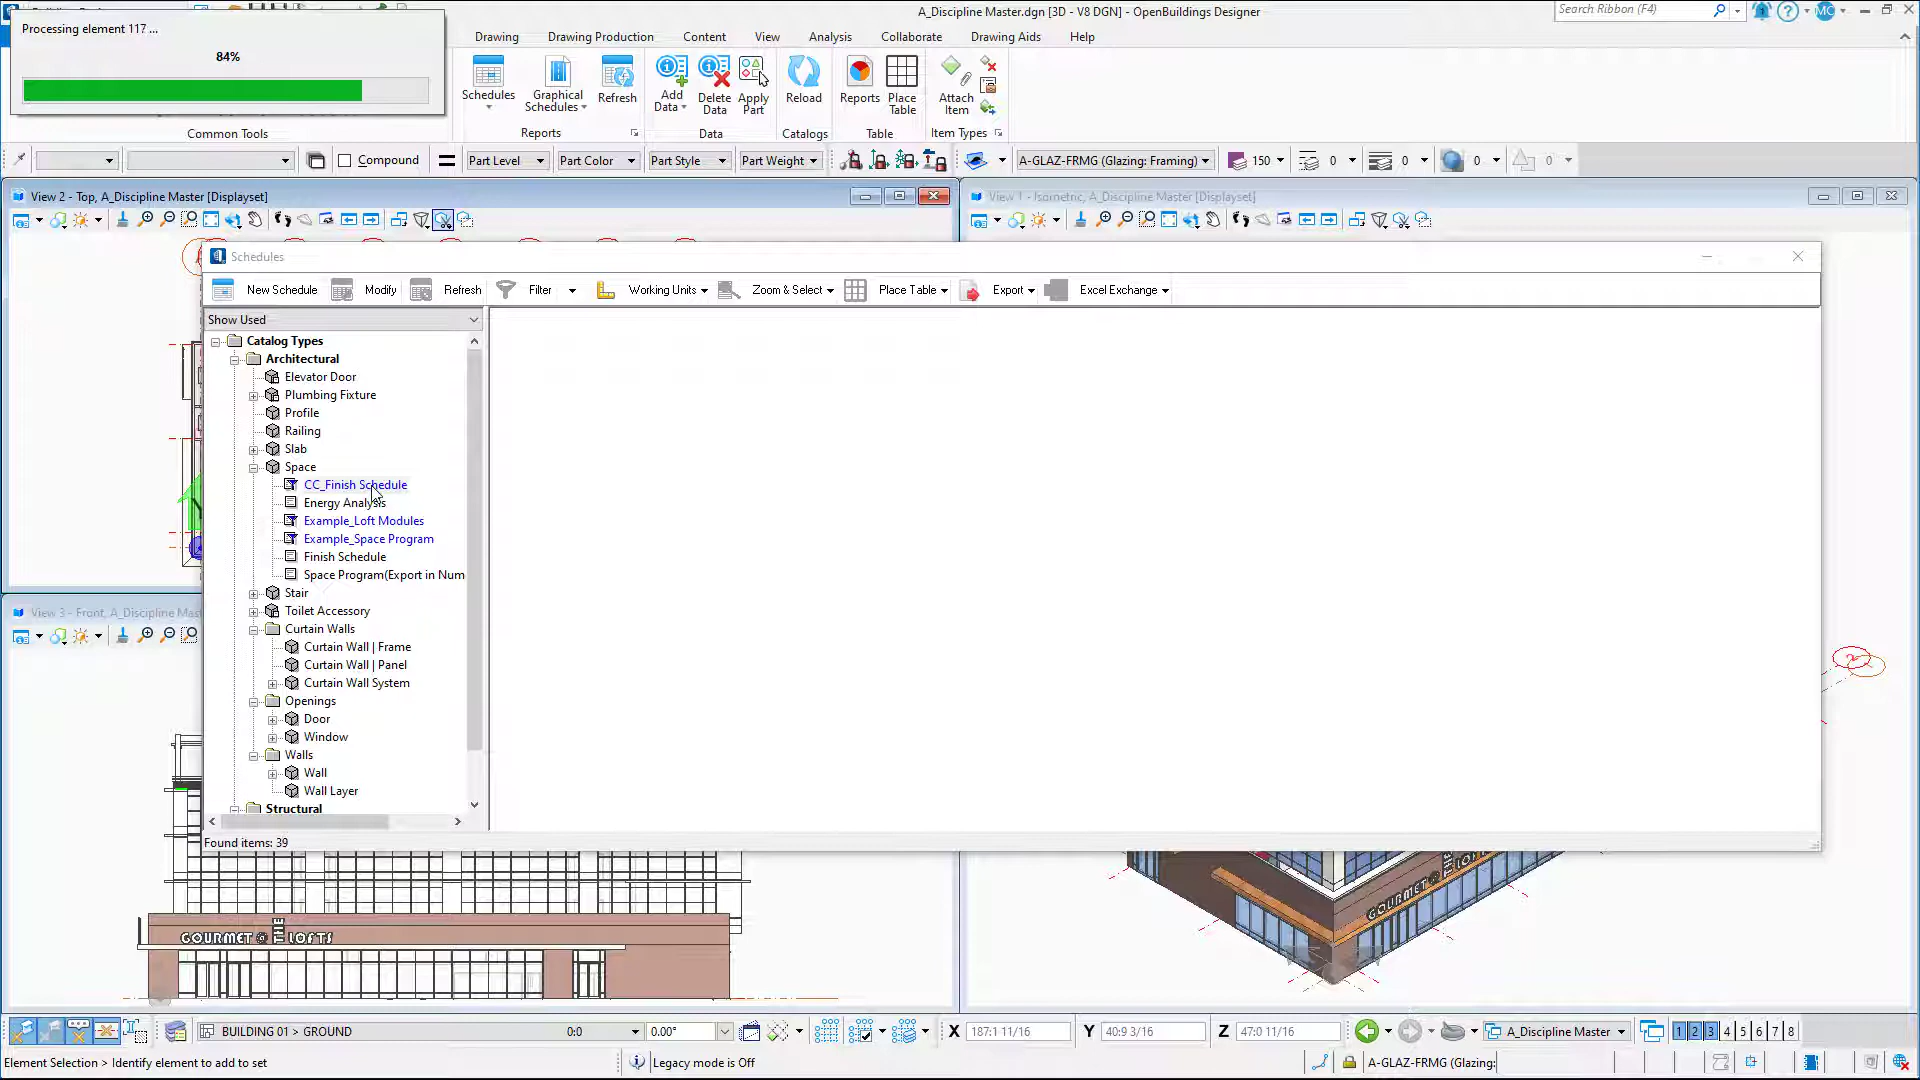 Processing element 117 ...
84%
A_Discipline Master.dgn [3D - V8 DGN] - OpenBuildings Designer
Search Ribbon (F4)
MC
Drawing
Drawing Production
Content
View
Analysis
Collaborate
Drawing Aids
Help
Schedules
Graphical Schedules
Refresh
Add Data
Delete Data
Apply Part
Reload
Reports
Place Table
Attach Item
Common Tools
Reports
Data
Catalogs
Table
Item Types
Compound
Part Level
Part Color
Part Style
Part Weight
A-GLAZ-FRMG (Glazing: Framing)
150
0
0
0
0
View 2 - Top, A_Discipline Master [Displayset]
View 1 - Isometric, A_Discipline Master [Displayset]
Schedules
New Schedule
Modify
Refresh
Filter
Working Units
Zoom & Select
Place Table
Export
Excel Exchange
Show Used
Catalog Types
Architectural
Elevator Door
Plumbing Fixture
Profile
Railing
Slab
Space
CC_Finish Schedule
Energy Analysis
Example_Loft Modules
Example_Space Program
Finish Schedule
Space Program(Export in Num
Stair
Toilet Accessory
Curtain Walls
Curtain Wall | Frame
Curtain Wall | Panel
Curtain Wall System
Openings
Door
Window
Walls
Wall
Wall Layer
Structural
Found items: 39
View 3 - Front, A_Discipline Mast
GOURMET @ THE LOFTS
GOURMET @ THE LOF
BUILDING 01 > GROUND
0:0
0.00°
X
187:1 11/16
Y
40:9 3/16
Z
47:0 11/16
A_Discipline Master
1 2 3 4 5 6 7 8
Element Selection > Identify element to add to set
Legacy mode is Off
A-GLAZ-FRMG (Glazing: